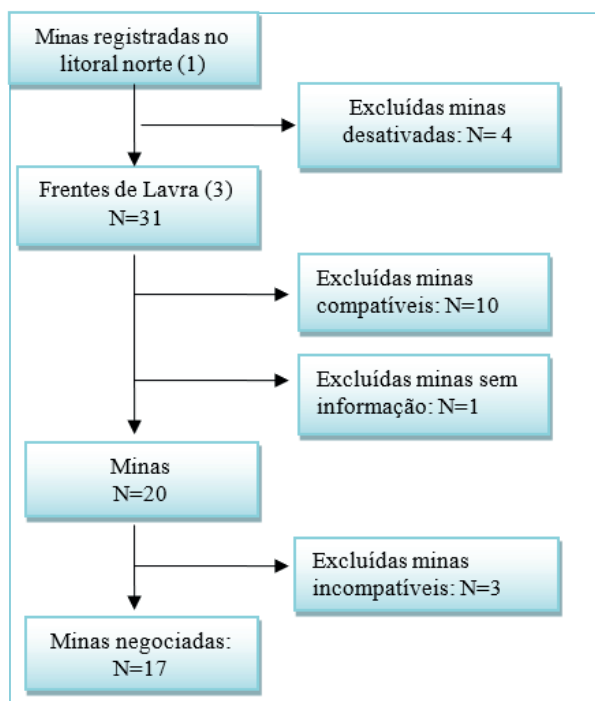 Minas registradas no
litoral norte (1)
Excluídas minas
desativadas: N= 4
Frentes de Lavra (3)
N=31
Excluídas minas
compatíveis: N=10
Excluídas minas sem
informação: N=1
Minas
N=20
Excluídas minas
incompatíveis: N=3
Minas negociadas:
N=17